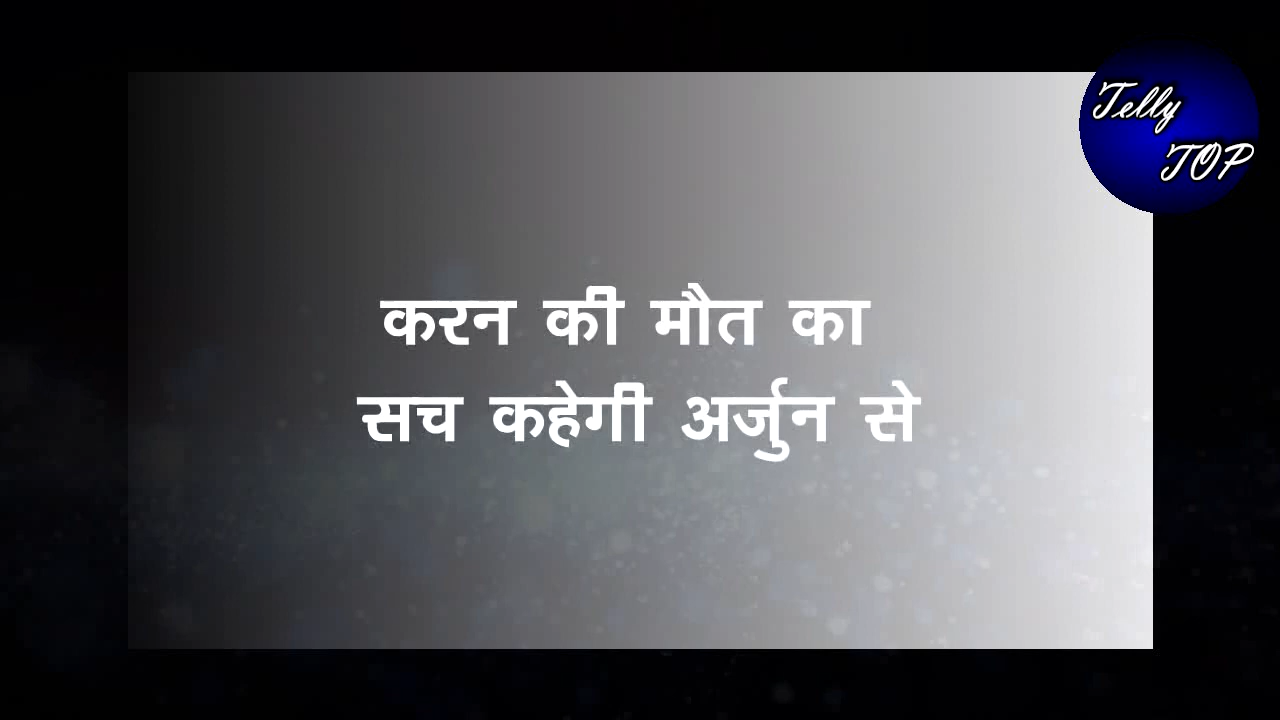 Telly
TOP
करन की मौत का
सच कहेगी अर्जुन से